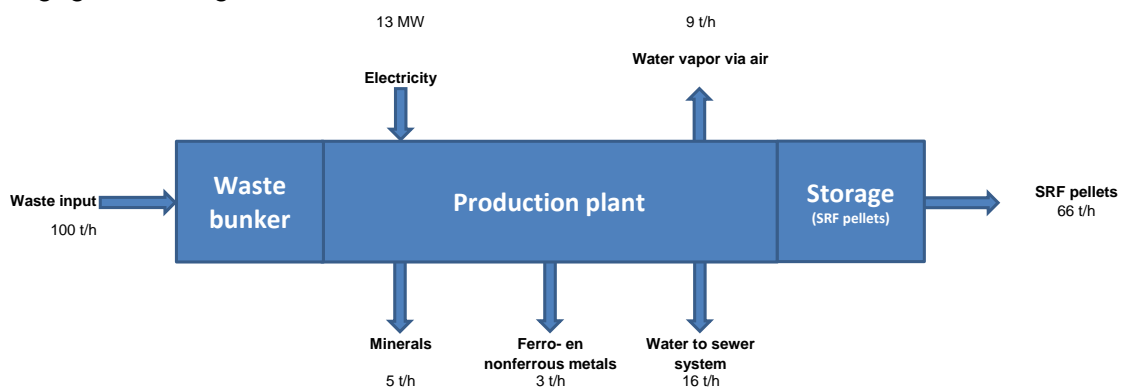 13 MW
9 t/h
Water vapor via air
Electricity
Waste input
100 t/h
Waste
bunker
Production plant
Storage
(SRF pellets)
SRF pellets
66 t/h
Minerals
5 t/h
Ferro- en
nonferrous metals
3 t/h
Water to sewer
system
16 t/h